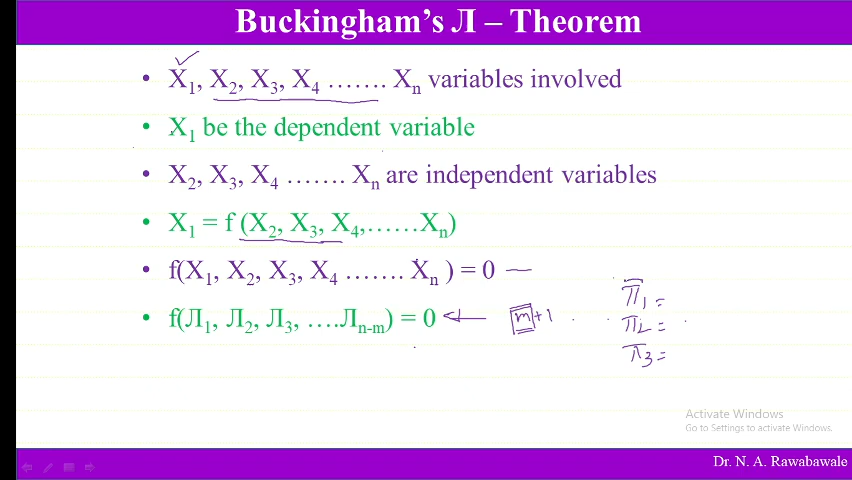 Buckingham's Л – Theorem
• X₁, X₂, X₃, X₄ ……. Xₙ variables involved
• X₁ be the dependent variable
• X₂, X₃, X₄ ……. Xₙ are independent variables
• X₁ = f (X₂, X₃, X₄,……Xₙ)
• f(X₁, X₂, X₃, X₄ ……. Xₙ ) = 0
• f(Л₁, Л₂, Л₃, ….Лₙ₋ₘ) = 0
m+1
π₁ =
π₂ =
π₃ =
Activate Windows
Go to Settings to activate Windows.
Dr. N. A. Rawabawale